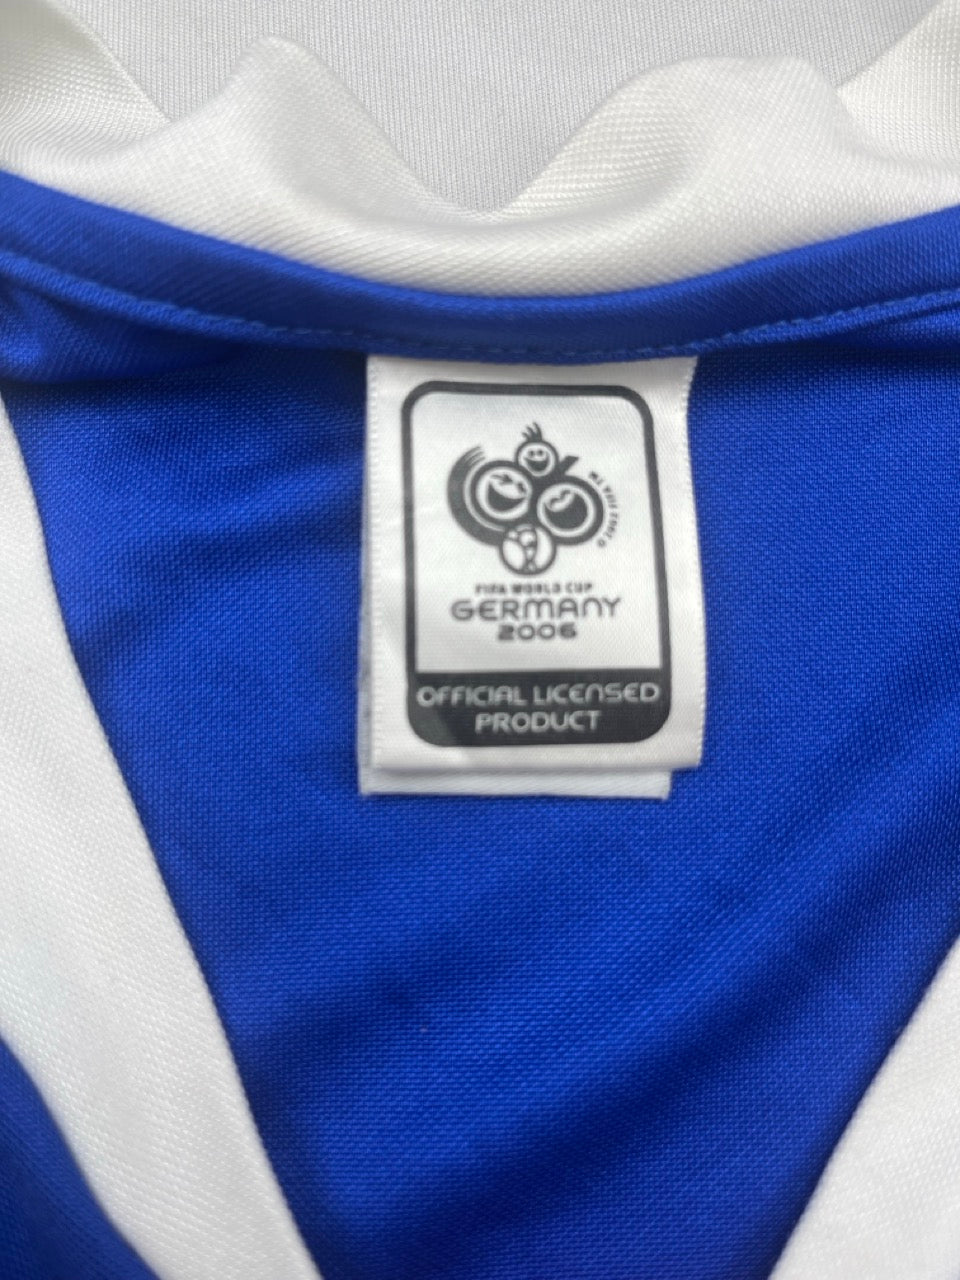 FIFA WORLD CUP
GERMANY
2006
OFFICIAL LICENSED
PRODUCT